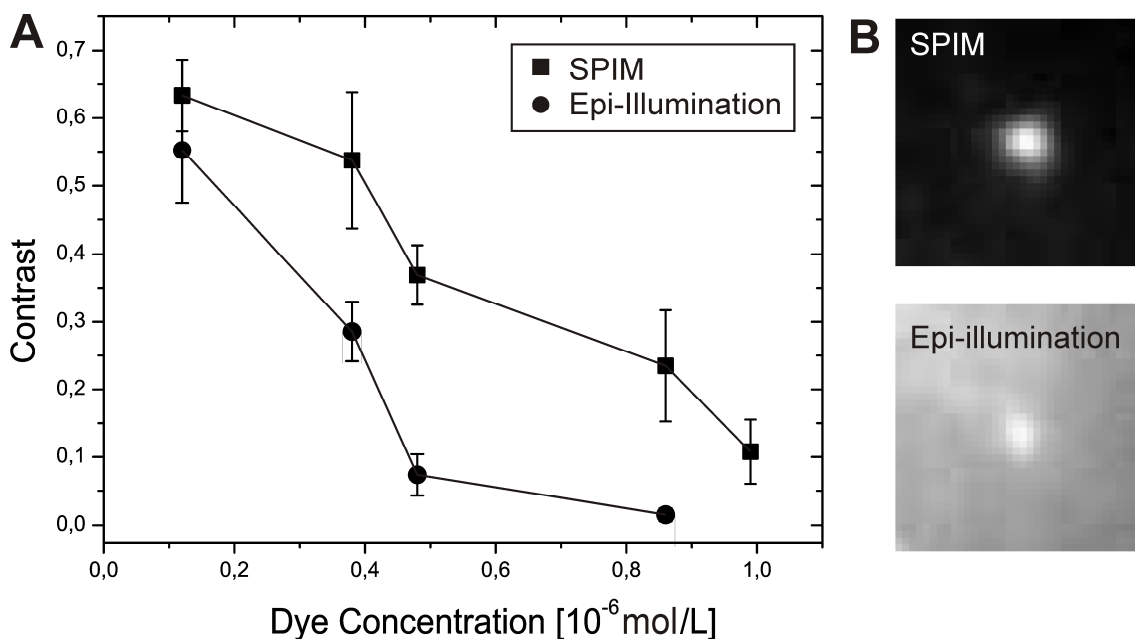 A
Contrast
0,7
0,6
0,5
0,4
0,3
0,2
0,1
0,0
SPIM
Epi-Illumination
0,0 0,2 0,4 0,6 0,8 1,0
Dye Concentration [10⁻⁶ mol/L]
B
SPIM
Epi-illumination